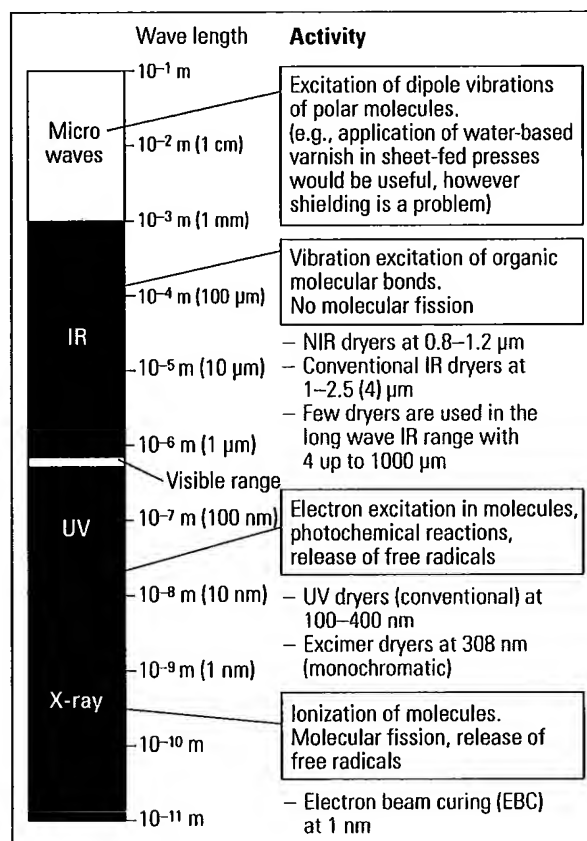 Wave length
Activity
10⁻¹ m
Micro
waves
10⁻² m (1 cm)
10⁻³ m (1 mm)
Excitation of dipole vibrations
of polar molecules.
(e.g., application of water-based
varnish in sheet-fed presses
would be useful, however
shielding is a problem)
IR
10⁻⁴ m (100 µm)
10⁻⁵ m (10 µm)
10⁻⁶ m (1 µm)
Vibration excitation of organic
molecular bonds.
No molecular fission
– NIR dryers at 0.8–1.2 µm
– Conventional IR dryers at
1–2.5 (4) µm
– Few dryers are used in the
long wave IR range with
4 up to 1000 µm
Visible range
UV
10⁻⁷ m (100 nm)
10⁻⁸ m (10 nm)
10⁻⁹ m (1 nm)
Electron excitation in molecules,
photochemical reactions,
release of free radicals
– UV dryers (conventional) at
100–400 nm
– Excimer dryers at 308 nm
(monochromatic)
X-ray
10⁻¹⁰ m
10⁻¹¹ m
Ionization of molecules.
Molecular fission, release of
free radicals
– Electron beam curing (EBC)
at 1 nm